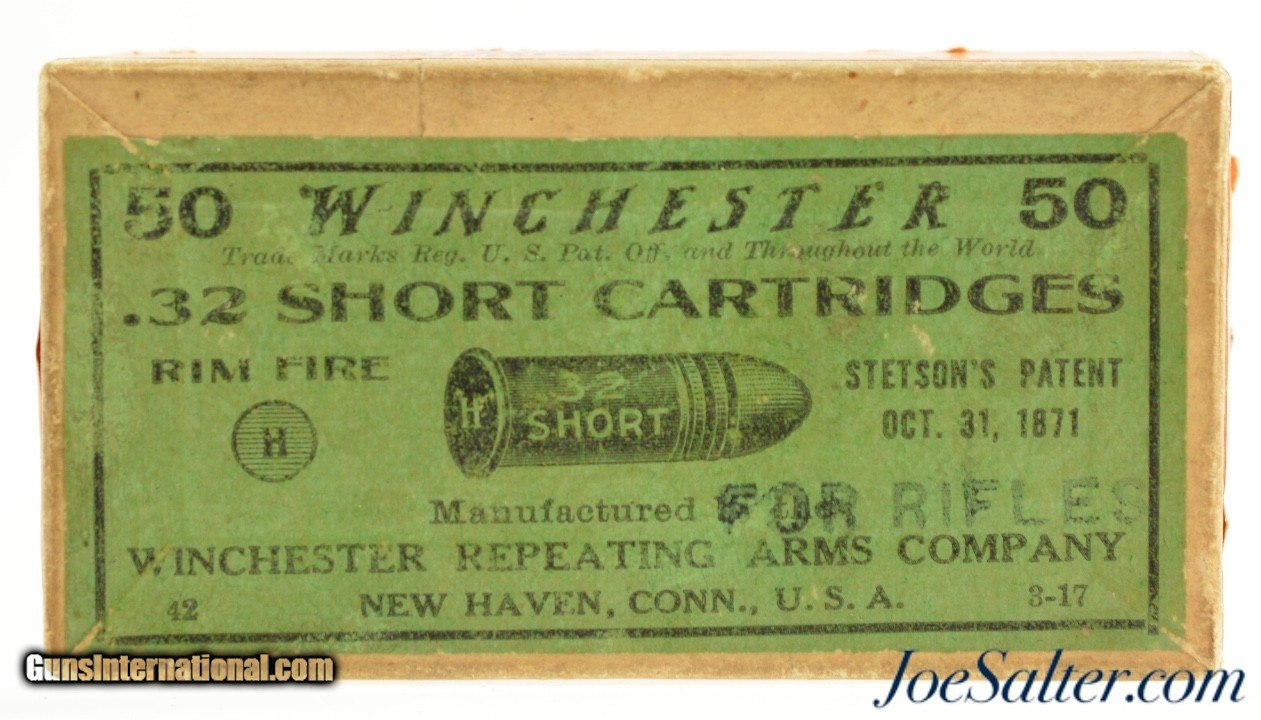 50 WINCHESTER 50
Trade Marks Reg. U. S. Pat. Off. and Throughout the World
.32 SHORT CARTRIDGES
RIM FIRE
H
H
32
SHORT
STETSON'S PATENT
OCT. 31, 1871
Manufactured by the
FOR RIFLES
WINCHESTER REPEATING ARMS COMPANY
42 NEW HAVEN, CONN., U. S. A. 3-17
GunsInternational.com
JoeSalter.com